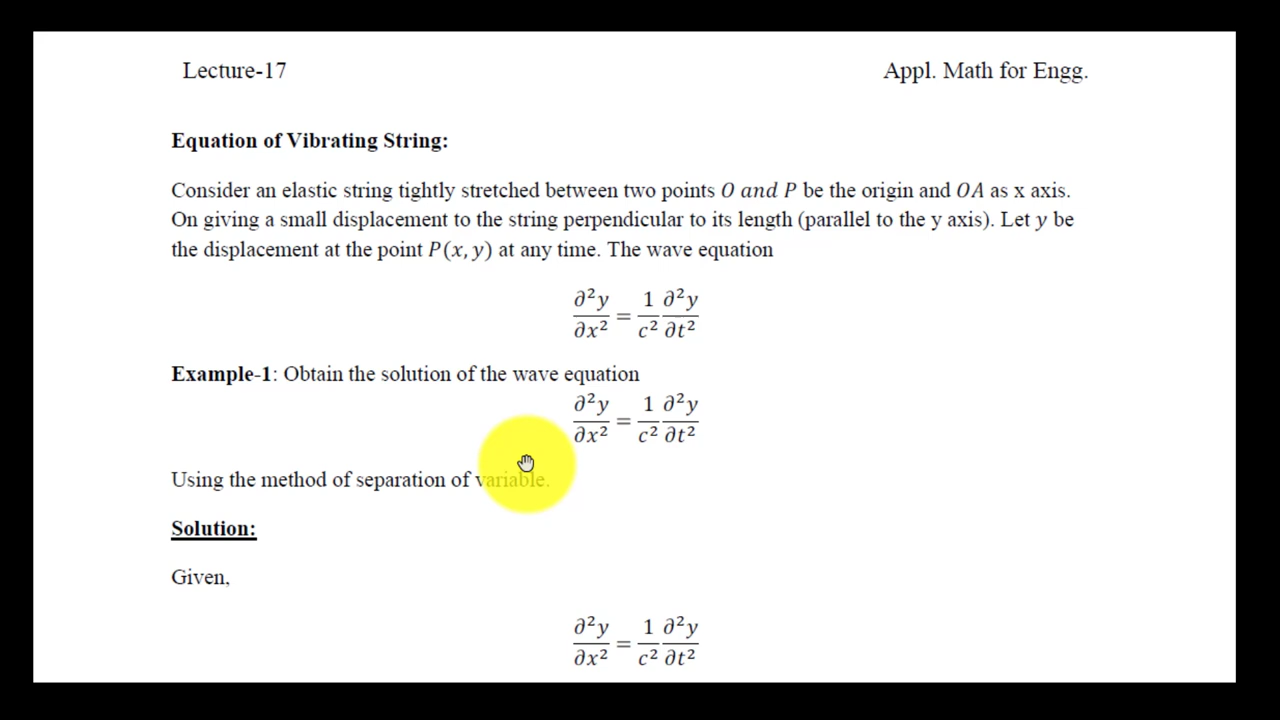 Lecture-17 Appl. Math for Engg.
Equation of Vibrating String:
Consider an elastic string tightly stretched between two points O and P be the origin and OA as x axis.
On giving a small displacement to the string perpendicular to its length (parallel to the y axis). Let y be
the displacement at the point P(x, y) at any time. The wave equation
∂²y/∂x² = 1/c² ∂²y/∂t²
Example-1: Obtain the solution of the wave equation
∂²y/∂x² = 1/c² ∂²y/∂t²
Using the method of separation of variable.
Solution:
Given,
∂²y/∂x² = 1/c² ∂²y/∂t²